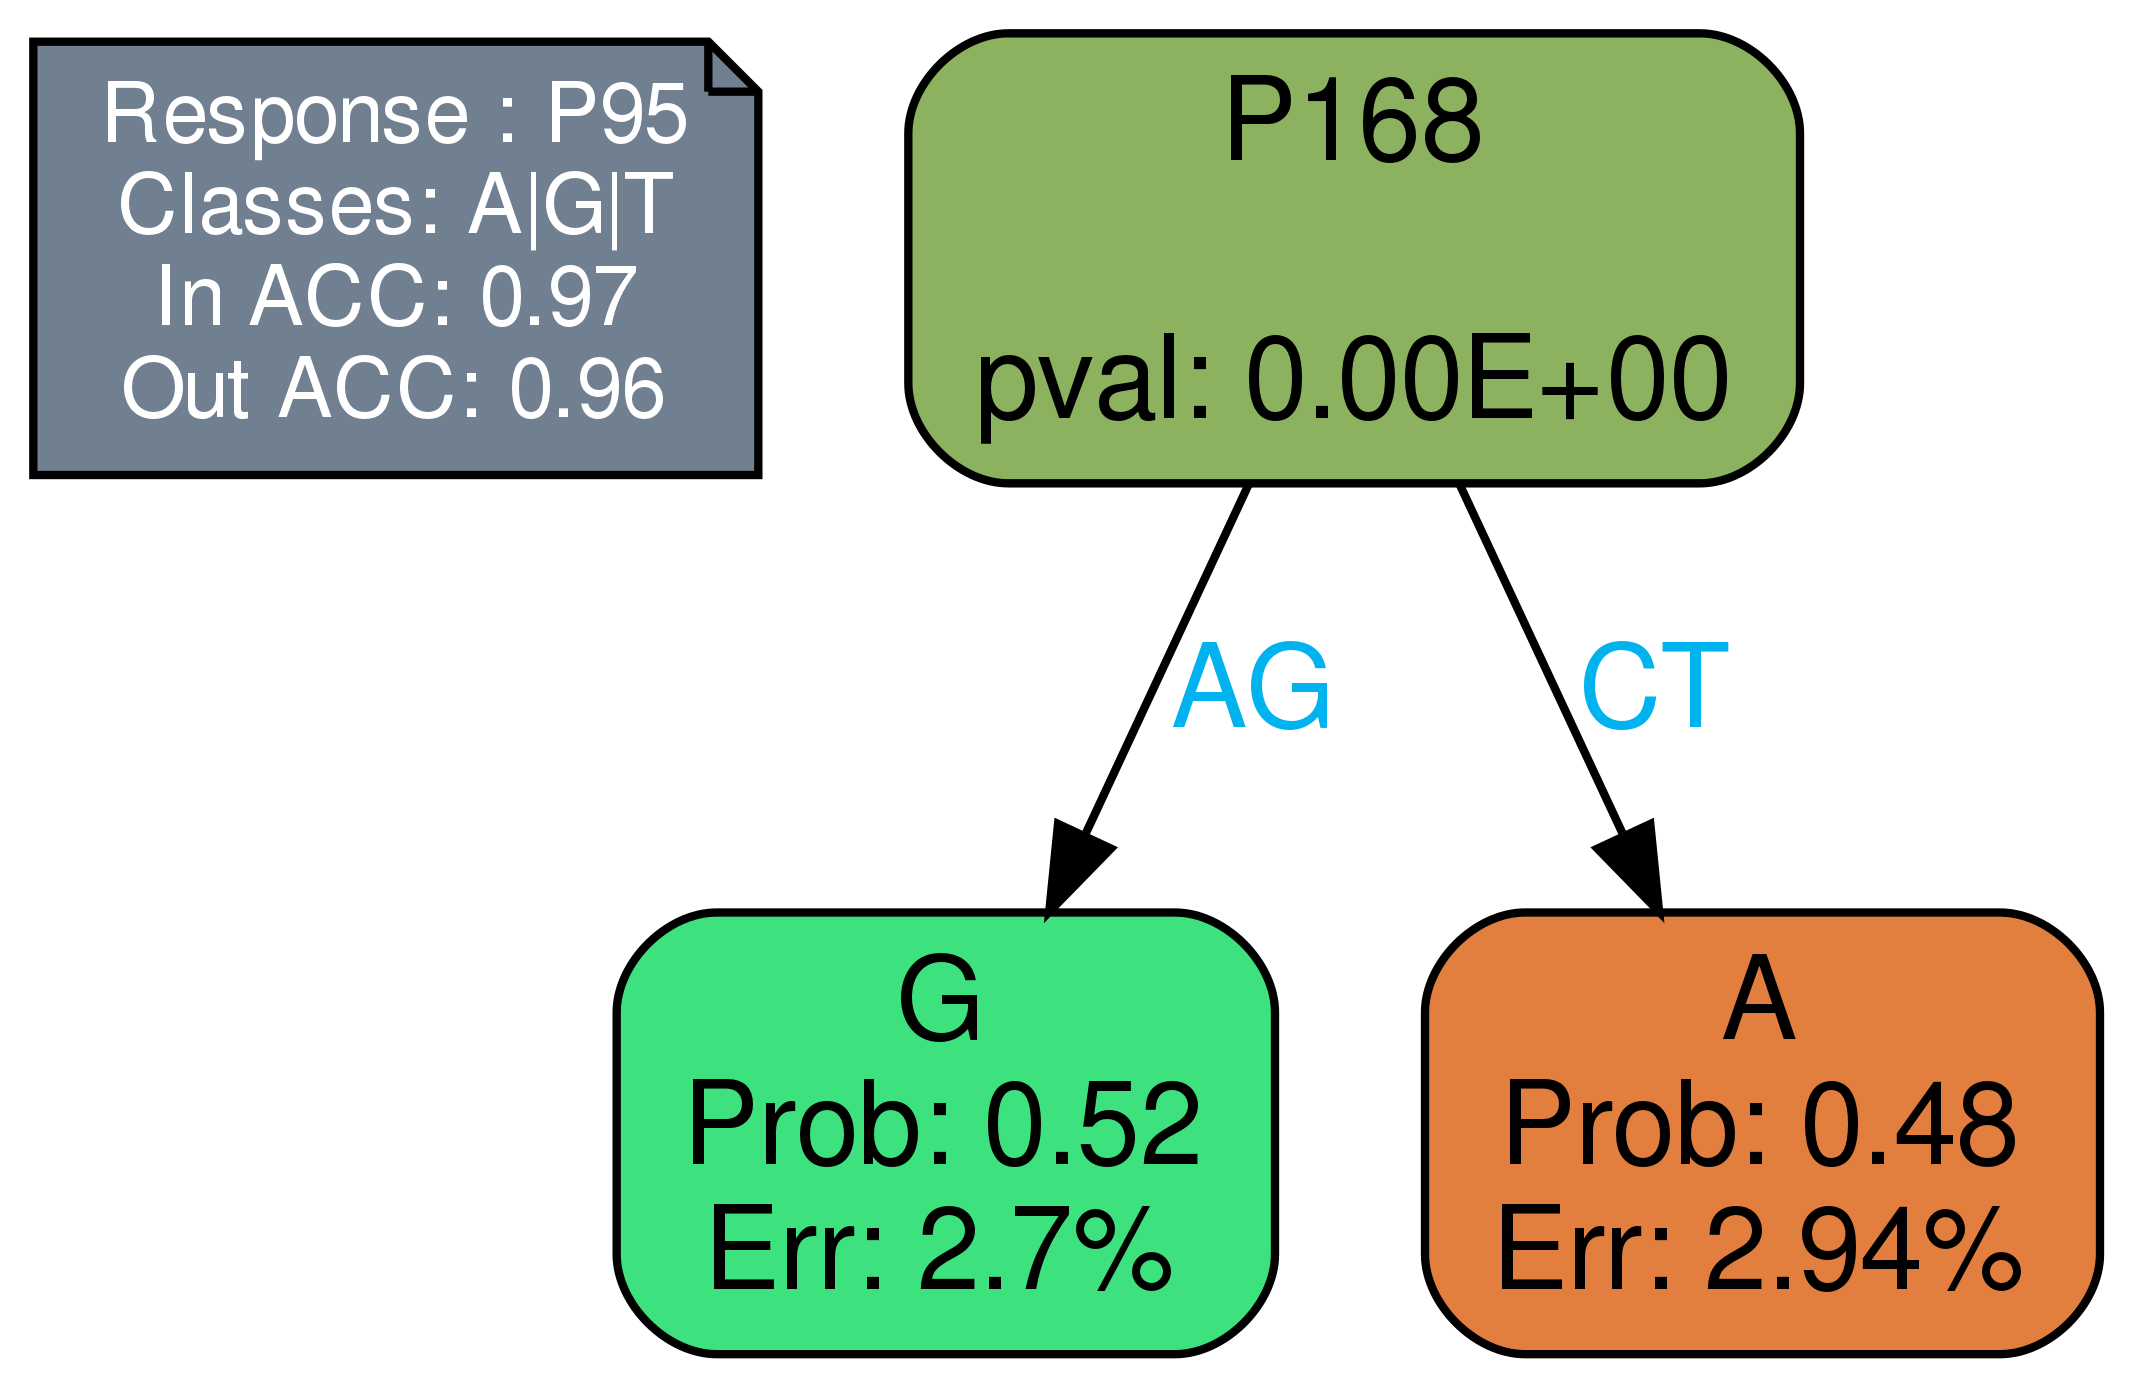 Response : P95
Classes: A|G|T
In ACC: 0.97
Out ACC: 0.96
P168
pval: 0.00E+00
AG
CT
G
Prob: 0.52
Err: 2.7%
A
Prob: 0.48
Err: 2.94%